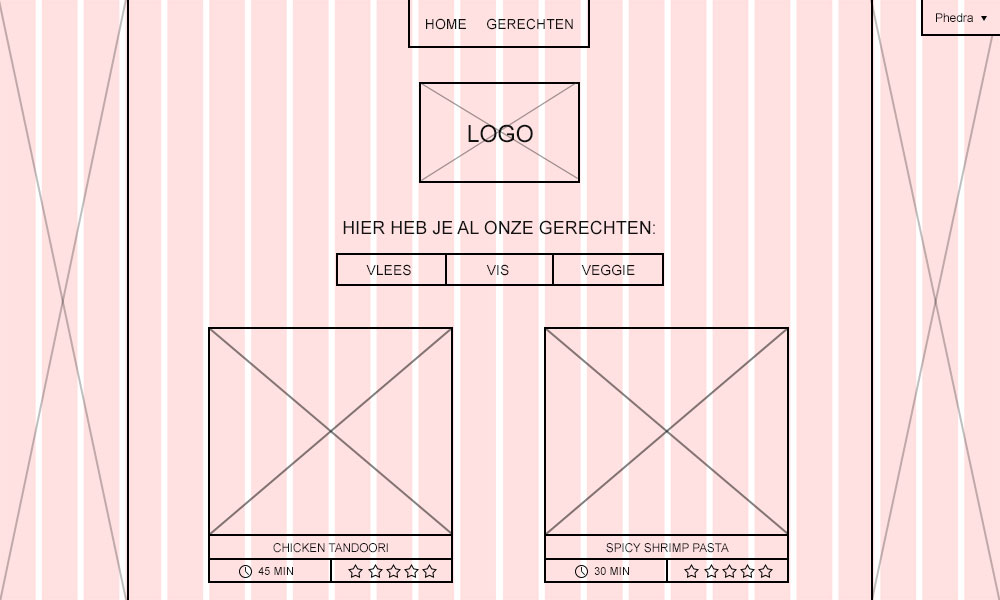 HOME GERECHTEN
Phedra
LOGO
HIER HEB JE AL ONZE GERECHTEN:
VLEES VIS VEGGIE
CHICKEN TANDOORI
45 MIN
SPICY SHRIMP PASTA
30 MIN